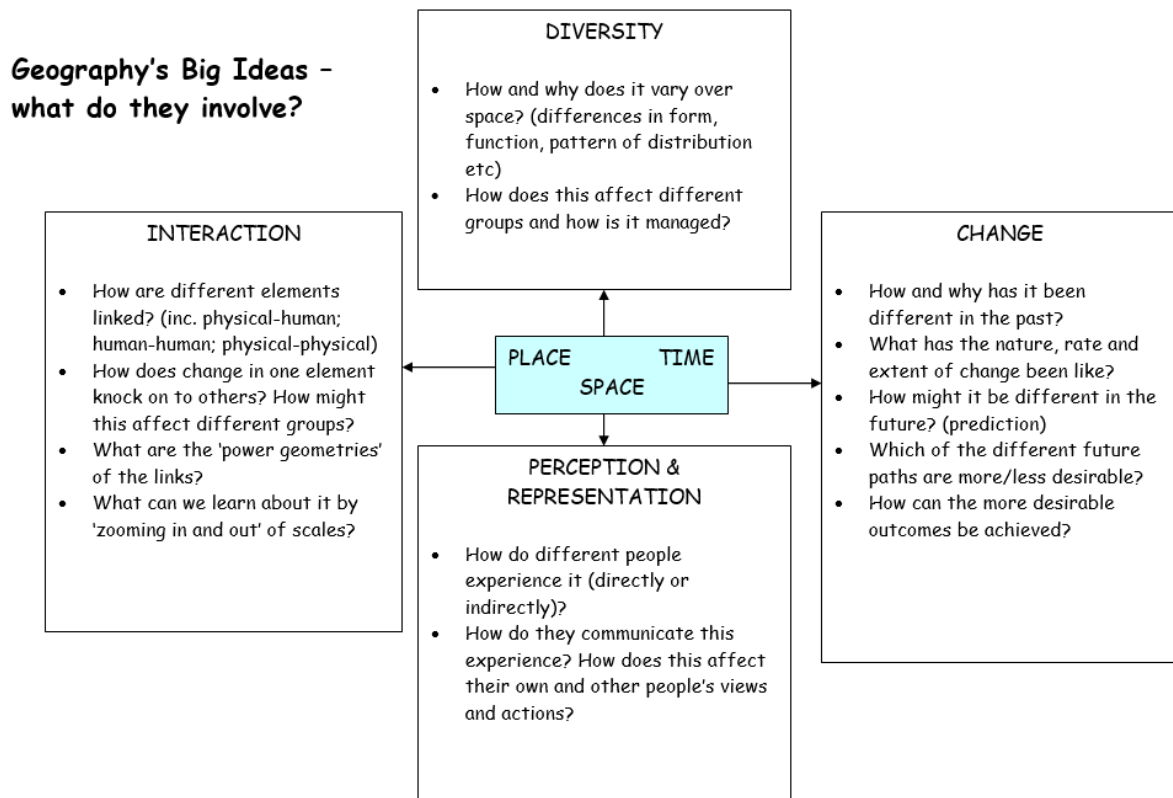 Geography's Big Ideas –
what do they involve?
DIVERSITY
• How and why does it vary over
space? (differences in form,
function, pattern of distribution
etc)
• How does this affect different
groups and how is it managed?
INTERACTION
• How are different elements
linked? (inc. physical-human;
human-human; physical-physical)
• How does change in one element
knock on to others? How might
this affect different groups?
• What are the 'power geometries'
of the links?
• What can we learn about it by
'zooming in and out' of scales?
PLACE TIME
SPACE
CHANGE
• How and why has it been
different in the past?
• What has the nature, rate and
extent of change been like?
• How might it be different in the
future? (prediction)
• Which of the different future
paths are more/less desirable?
• How can the more desirable
outcomes be achieved?
PERCEPTION &
REPRESENTATION
• How do different people
experience it (directly or
indirectly)?
• How do they communicate this
experience? How does this affect
their own and other people's views
and actions?